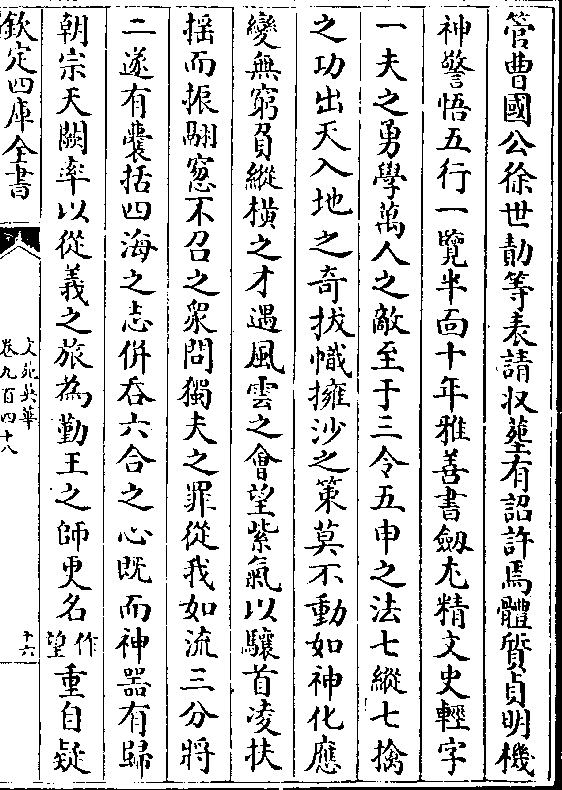 管曹國公徐世勣等表請收塟有詔許焉體質貞明機
神警悟五行一覽半面十年雅善書劔尤精文史輕字
一夫之勇學萬人之敵至于三令五申之法七縱七擒
之功出天入地之奇拔幟擁沙之策莫不動如神化應
變無窮負縱橫之才遇風雲之會望紫氣以驤首凌扶
揺而振翮窓不召之衆問獨夫之罪從我如流三分將
二遂有囊括四海之志併吞六合之心既而神器有歸
朝宗天闕率以從義之旅為勤王之師更名作望重自疑
欽定四庫全書
文苑英華
卷九百四十八
十六